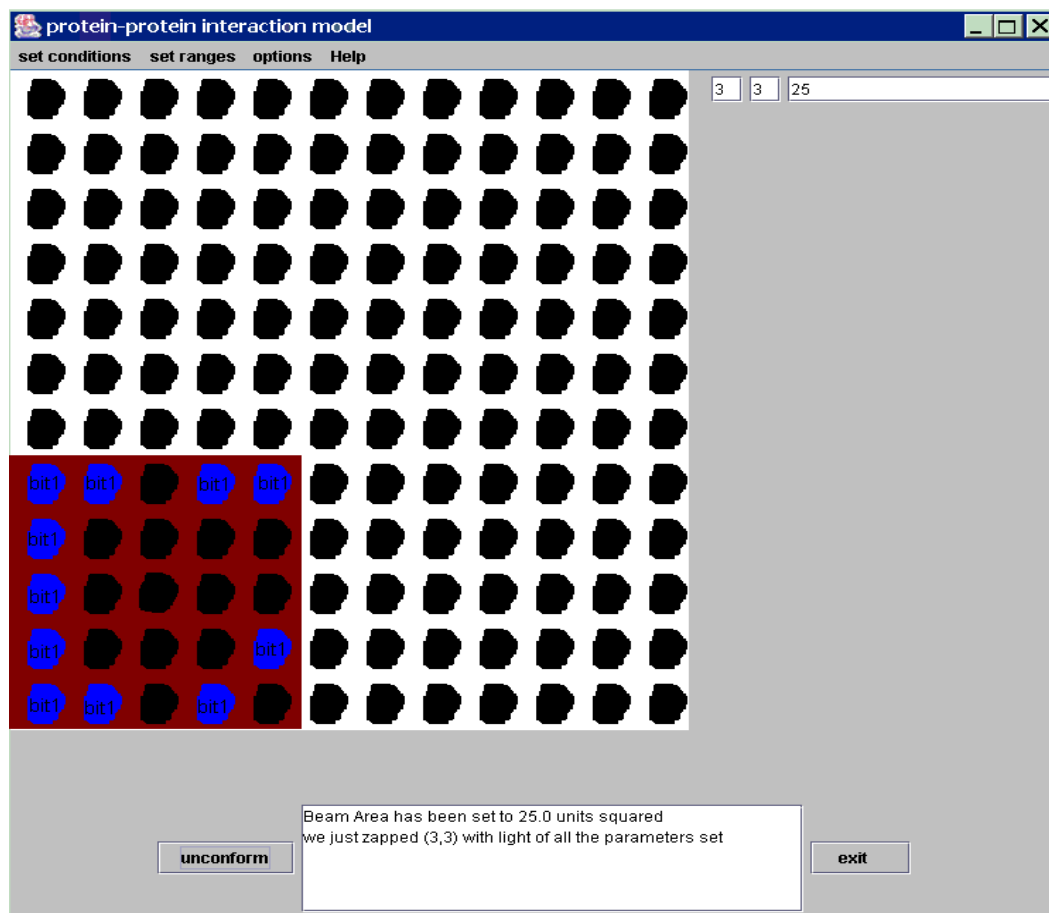 protein-protein interaction model
set conditions set ranges options Help
3 3 25
bit1 bit1 bit1 bit1
bit1
bit1
bit1 bit1
bit1 bit1 bit1
Beam Area has been set to 25.0 units squared
we just zapped (3,3) with light of all the parameters set
unconform exit